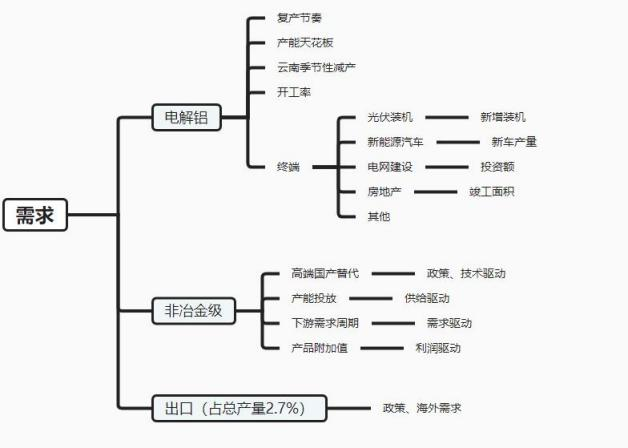 需求
电解铝
复产节奏
产能天花板
云南季节性减产
开工率
终端
光伏装机 新增装机
新能源汽车 新车产量
电网建设 投资额
房地产 竣工面积
其他
非冶金级
高端国产替代 政策、技术驱动
产能投放 供给驱动
下游需求周期 需求驱动
产品附加值 利润驱动
出口（占总产量2.7%） 政策、海外需求